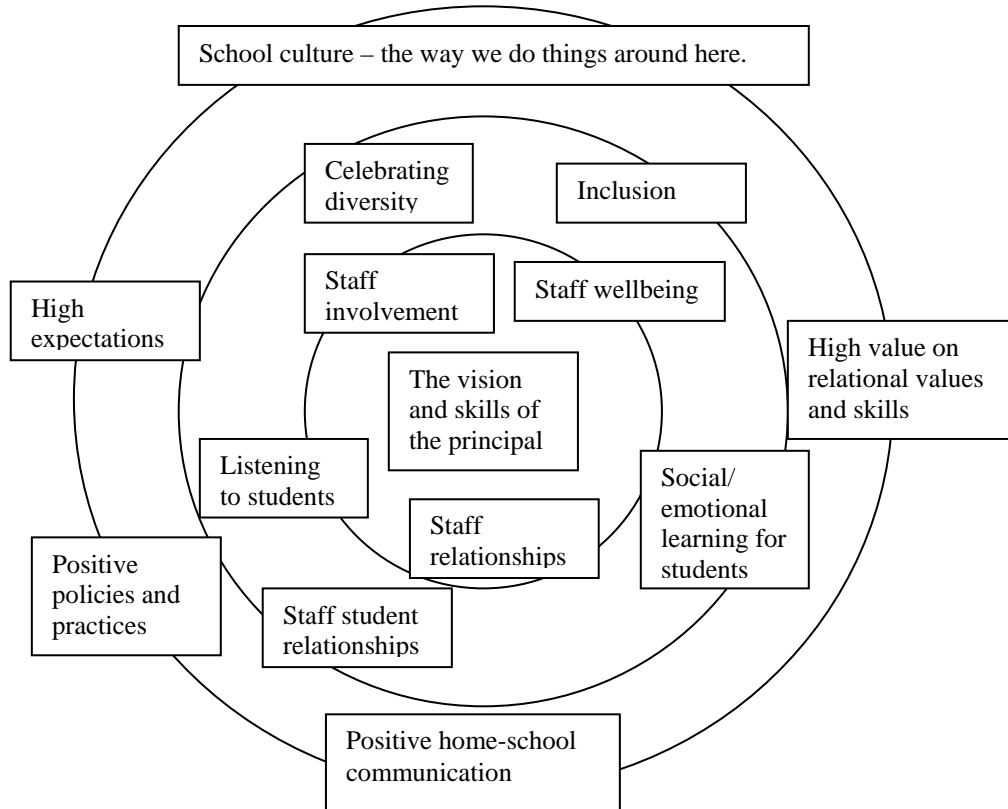 School culture – the way we do things around here.
Celebrating
diversity
Inclusion
Staff
involvement
Staff wellbeing
High
expectations
High value on
relational values
and skills
The vision
and skills of
the principal
Listening
to students
Social/
emotional
learning for
students
Staff
relationships
Positive
policies and
practices
Staff student
relationships
Positive home-school
communication